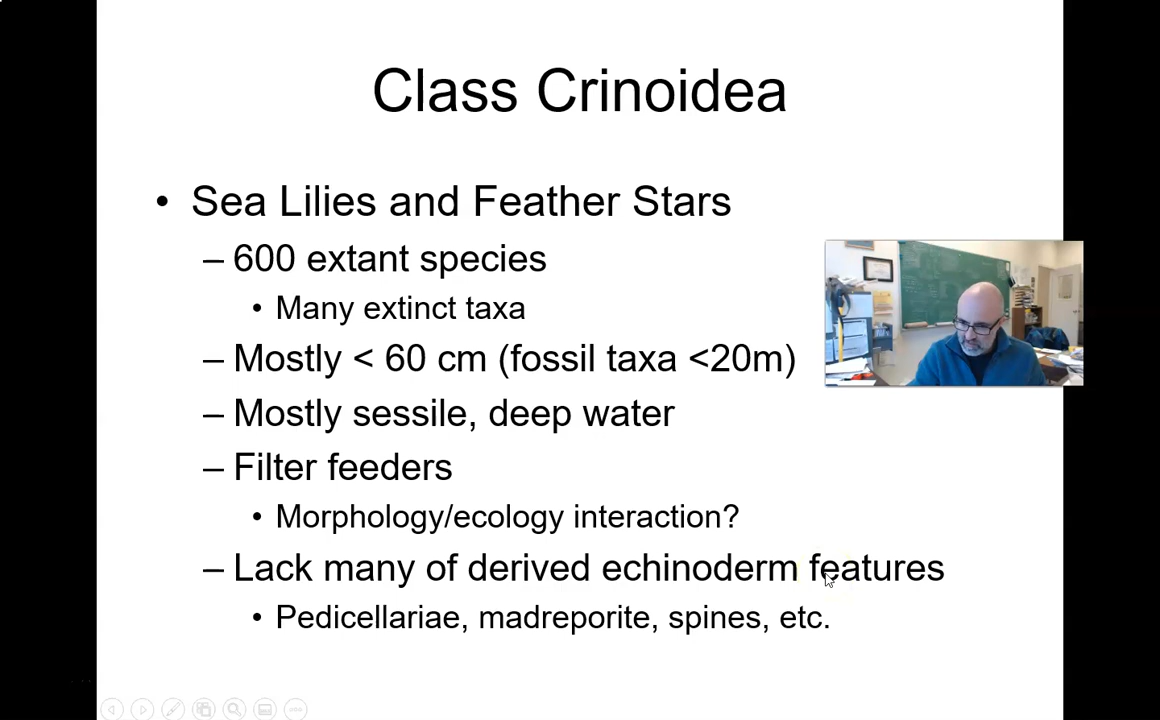 Class Crinoidea
• Sea Lilies and Feather Stars
– 600 extant species
• Many extinct taxa
– Mostly < 60 cm (fossil taxa <20m)
– Mostly sessile, deep water
– Filter feeders
• Morphology/ecology interaction?
– Lack many of derived echinoderm features
• Pedicellariae, madreporite, spines, etc.